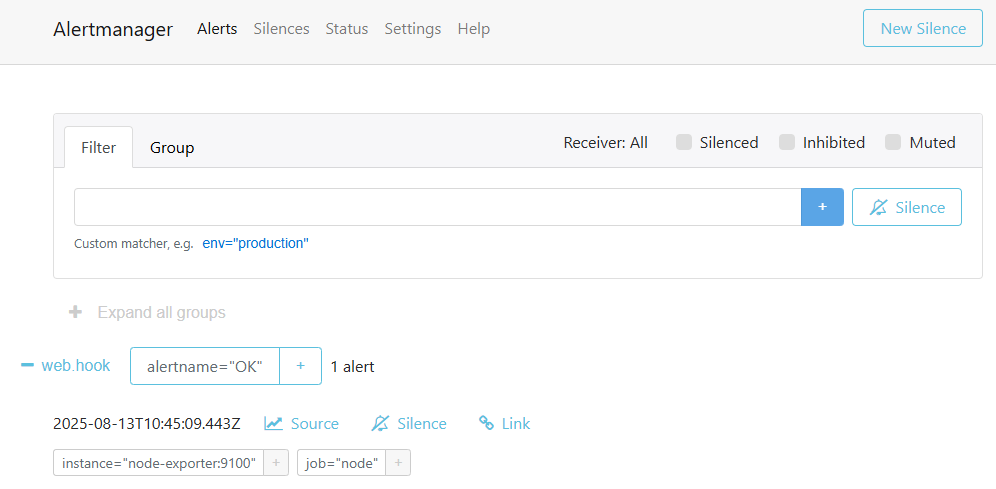 Alertmanager Alerts Silences Status Settings Help New Silence
Filter Group Receiver: All Silenced Inhibited Muted
+ Silence
Custom matcher, e.g. env="production"
+ Expand all groups
− web.hook alertname="OK" + 1 alert
2025-08-13T10:45:09.443Z Source Silence Link
instance="node-exporter:9100" + job="node" +